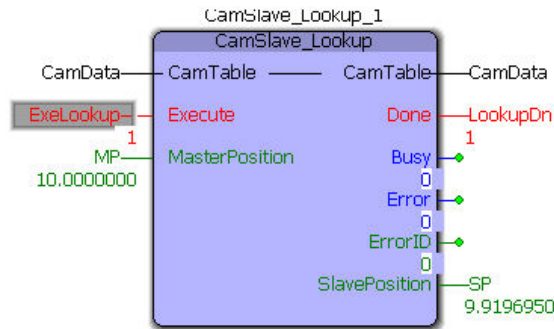 CamSlave_Lookup_1
CamSlave_Lookup
CamData CamTable CamTable CamData
ExeLookup Execute Done LookupDn
1 1
MP MasterPosition Busy
10.0000000 0
Error
0
ErrorID
0
SlavePosition SP
9.9196950